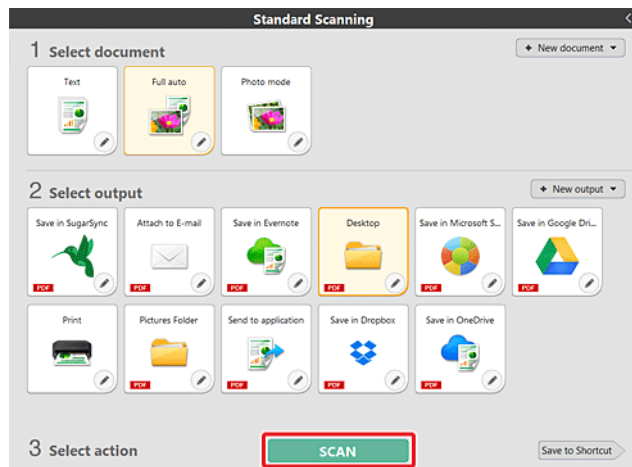 Standard Scanning
1 Select document
+ New document
Text
Full auto
Photo mode
2 Select output
+ New output
Save in SugarSync
Attach to E-mail
Save in Evernote
Desktop
Save in Microsoft S...
Save in Google Dri...
PDF
PDF
PDF
PDF
PDF
PDF
Print
Pictures Folder
Send to application
Save in Dropbox
Save in OneDrive
PDF
PDF
PDF
PDF
3 Select action
SCAN
Save to Shortcut